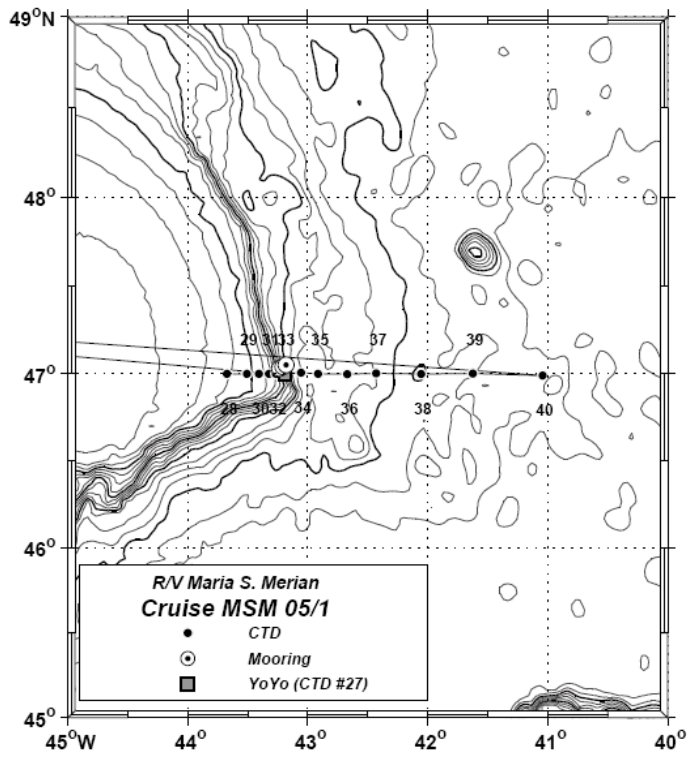 49°N
48°
29 31 33 35 37 39
47°
28 30 32 34 36 38 40
46°
R/V Maria S. Merian
Cruise MSM 05/1
CTD
Mooring
YoYo (CTD #27)
45°
45°W 44° 43° 42° 41° 40°